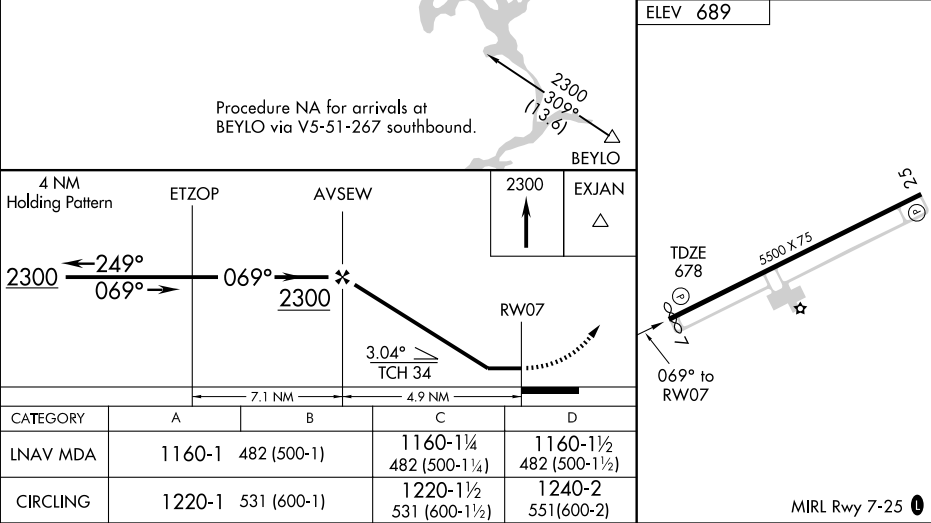 Procedure NA for arrivals at
BEYLO via V5-51-267 southbound.
2300
309°
(13.6)
BEYLO
4 NM
Holding Pattern
ETZOP
AVSEW
2300
EXJAN
2300
249°
069°
069°
2300
RW07
3.04°
TCH 34
7.1 NM
4.9 NM
CATEGORY A B C D
LNAV MDA 1160-1 482 (500-1) 1160-1¼ 1160-1½
482 (500-1¼) 482 (500-1½)
CIRCLING 1220-1 531 (600-1) 1220-1½ 1240-2
531 (600-1½) 551(600-2)
ELEV 689
25
P
5500 X 75
TDZE
678
P
7
069° to
RW07
MIRL Rwy 7-25 L